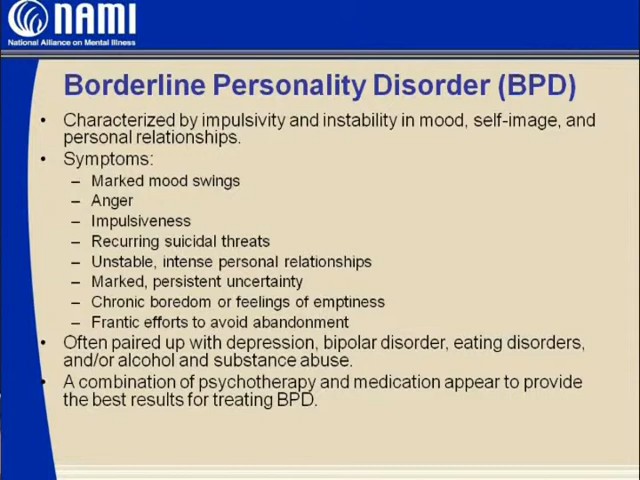 NAMI
National Alliance on Mental Illness
Borderline Personality Disorder (BPD)
• Characterized by impulsivity and instability in mood, self-image, and
personal relationships.
• Symptoms:
– Marked mood swings
– Anger
– Impulsiveness
– Recurring suicidal threats
– Unstable, intense personal relationships
– Marked, persistent uncertainty
– Chronic boredom or feelings of emptiness
– Frantic efforts to avoid abandonment
• Often paired up with depression, bipolar disorder, eating disorders,
and/or alcohol and substance abuse.
• A combination of psychotherapy and medication appear to provide
the best results for treating BPD.